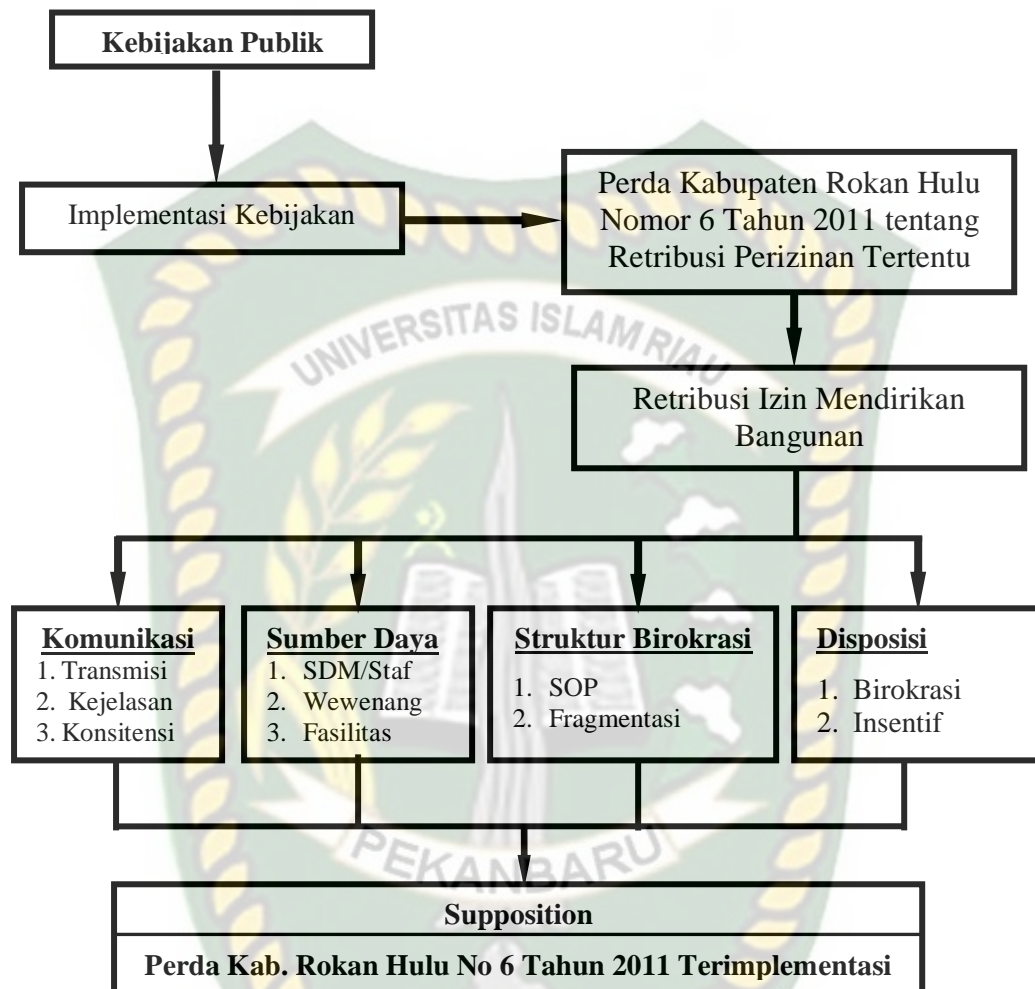 Kebijakan Publik
Implementasi Kebijakan
Perda Kabupaten Rokan Hulu
Nomor 6 Tahun 2011 tentang
Retribusi Perizinan Tertentu
UNIVERSITAS ISLAM RIAU
Retribusi Izin Mendirikan
Bangunan
Komunikasi
1. Transmisi
2. Kejelasan
3. Konsitensi
Sumber Daya
1. SDM/Staf
2. Wewenang
3. Fasilitas
Struktur Birokrasi
1. SOP
2. Fragmentasi
Disposisi
1. Birokrasi
2. Insentif
PEKANBARU
Supposition
Perda Kab. Rokan Hulu No 6 Tahun 2011 Terimplementasi